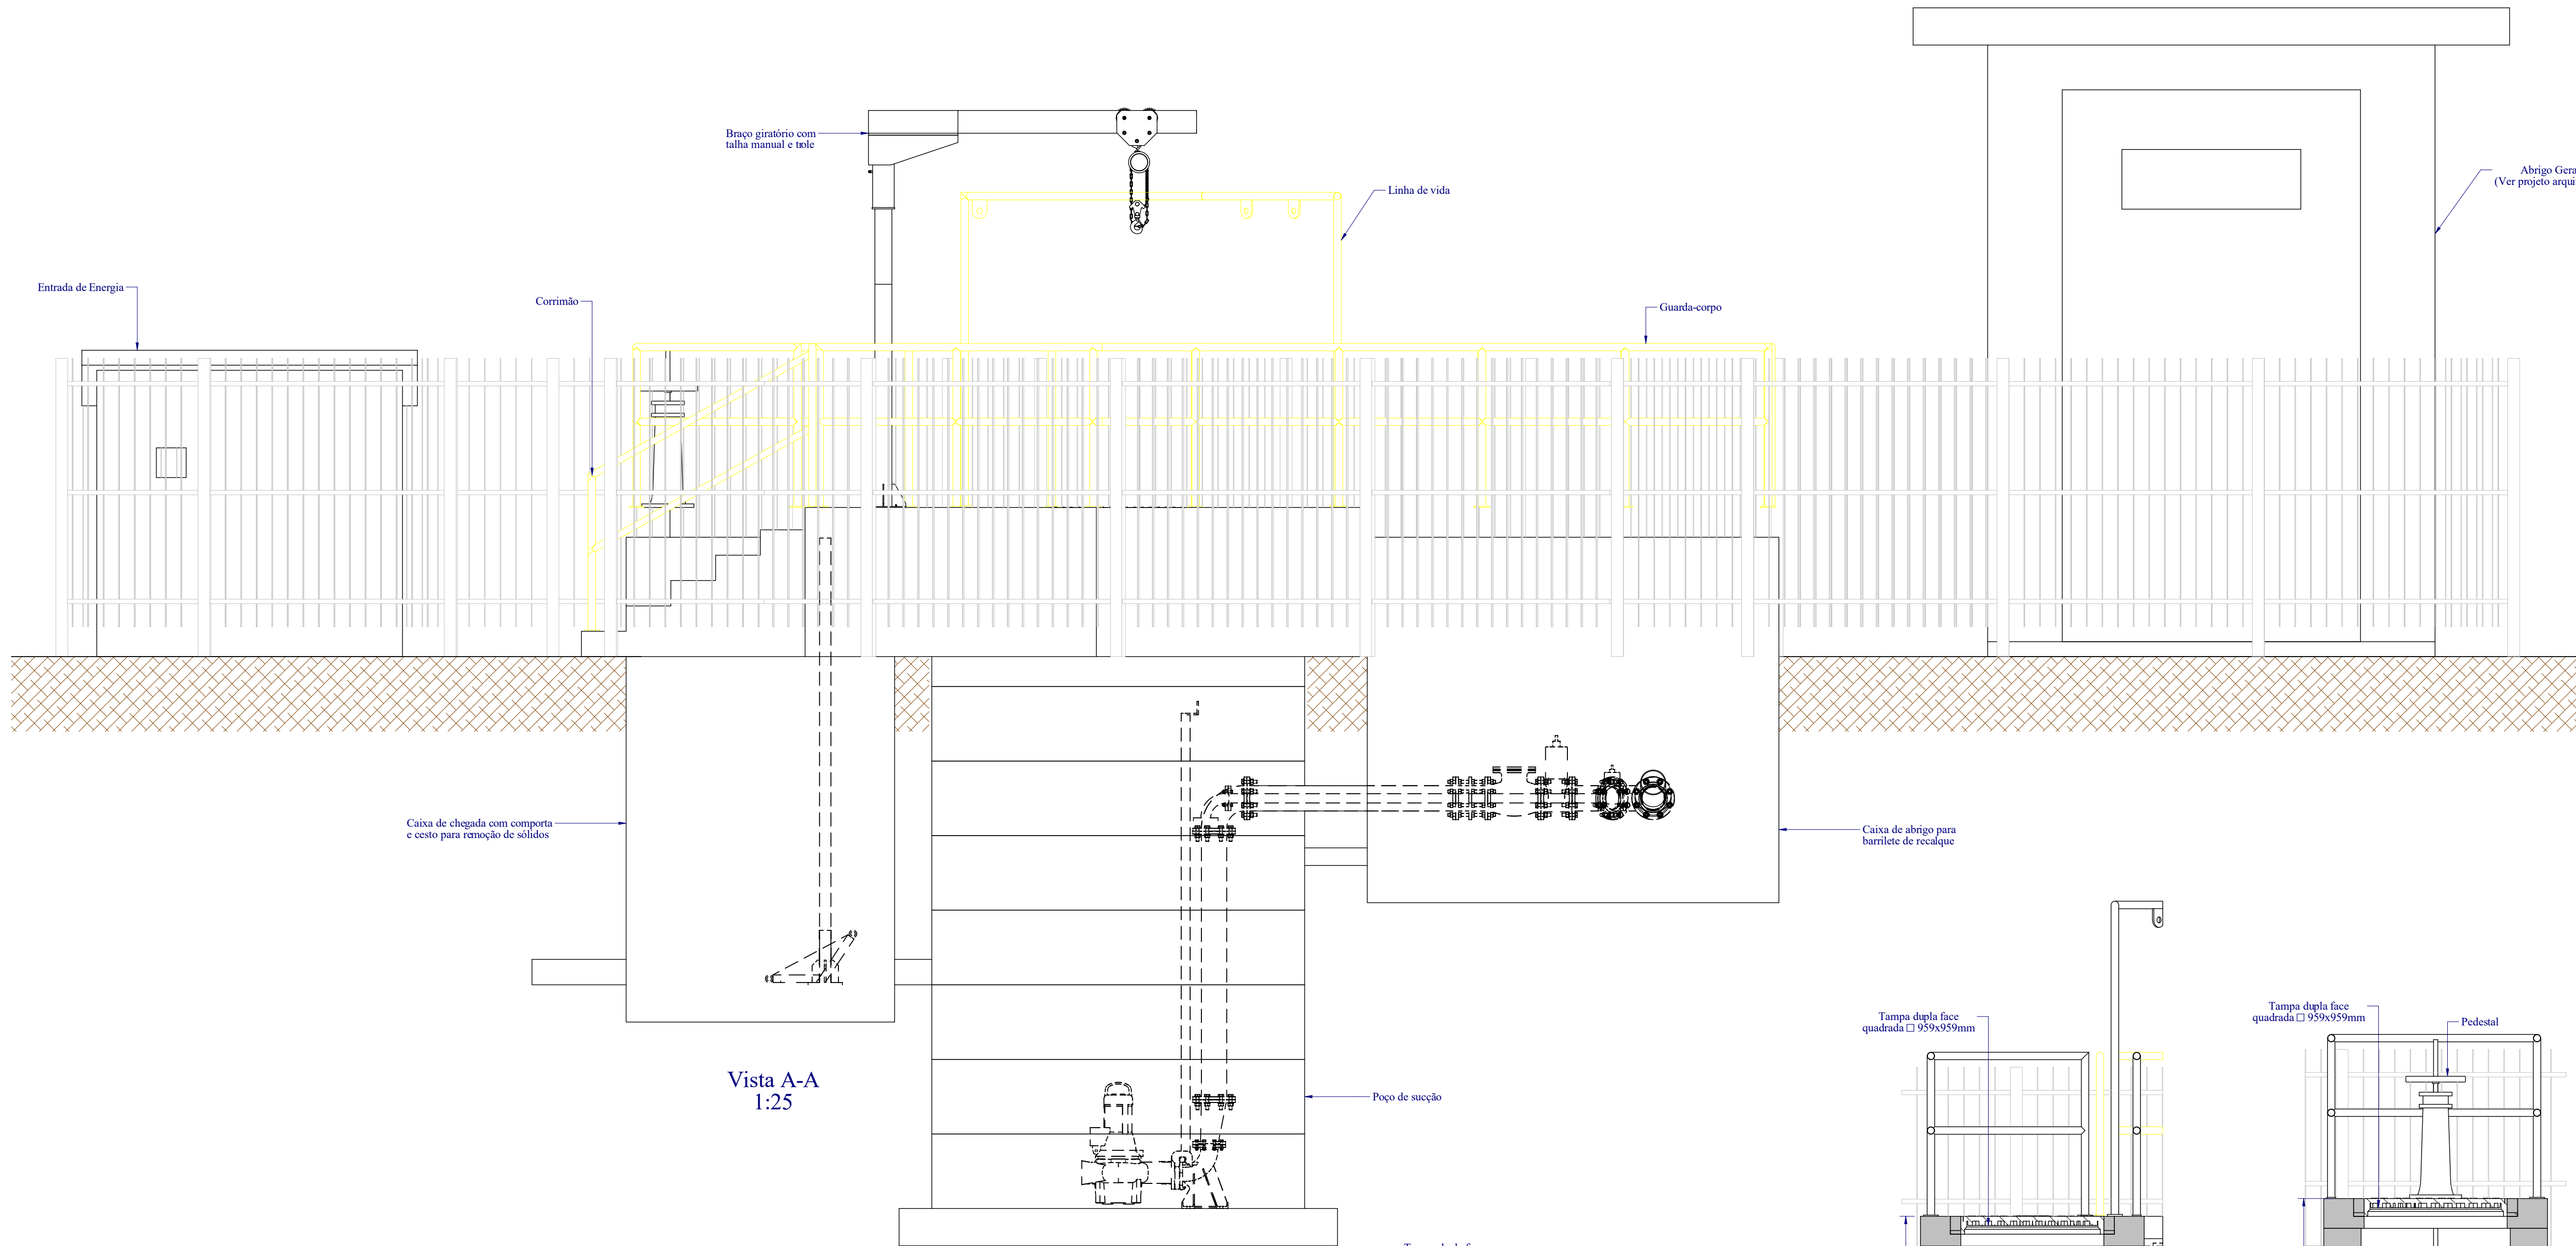 Braço giratório com
talha manual e trole
Linha de vida
Abrigo Gera
(Ver projeto arqui
Entrada de Energia
Corrimão
Guarda-corpo
Caixa de chegada com comporta
e cesto para remoção de sólidos
Caixa de abrigo para
barrilete de recalque
Vista A-A
1:25
Poço de sucção
Tampa dupla face
quadrada □ 959x959mm
Tampa dupla face
quadrada □ 959x959mm
Pedestal